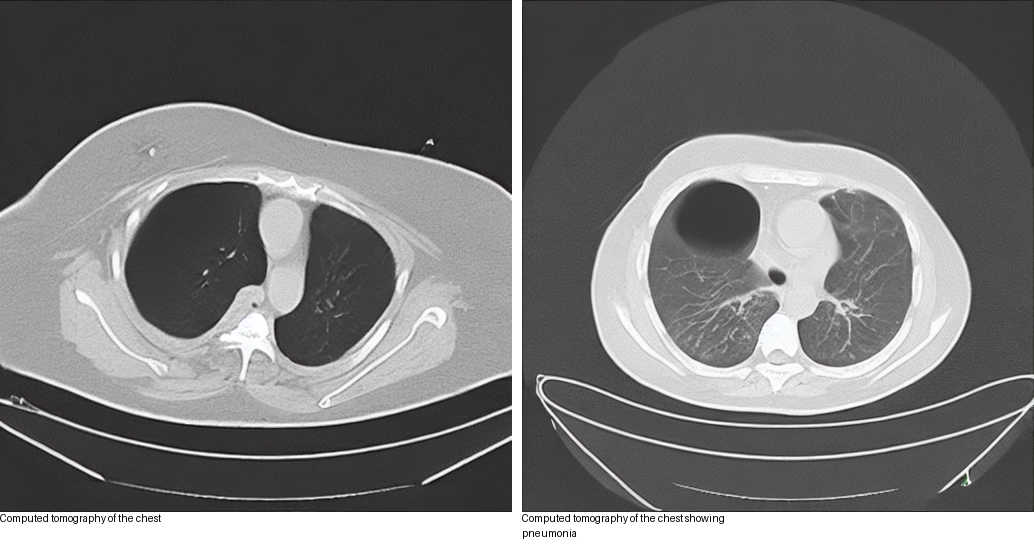 Computed tomography of the chest
Computed tomography of the chest showing
pneumonia